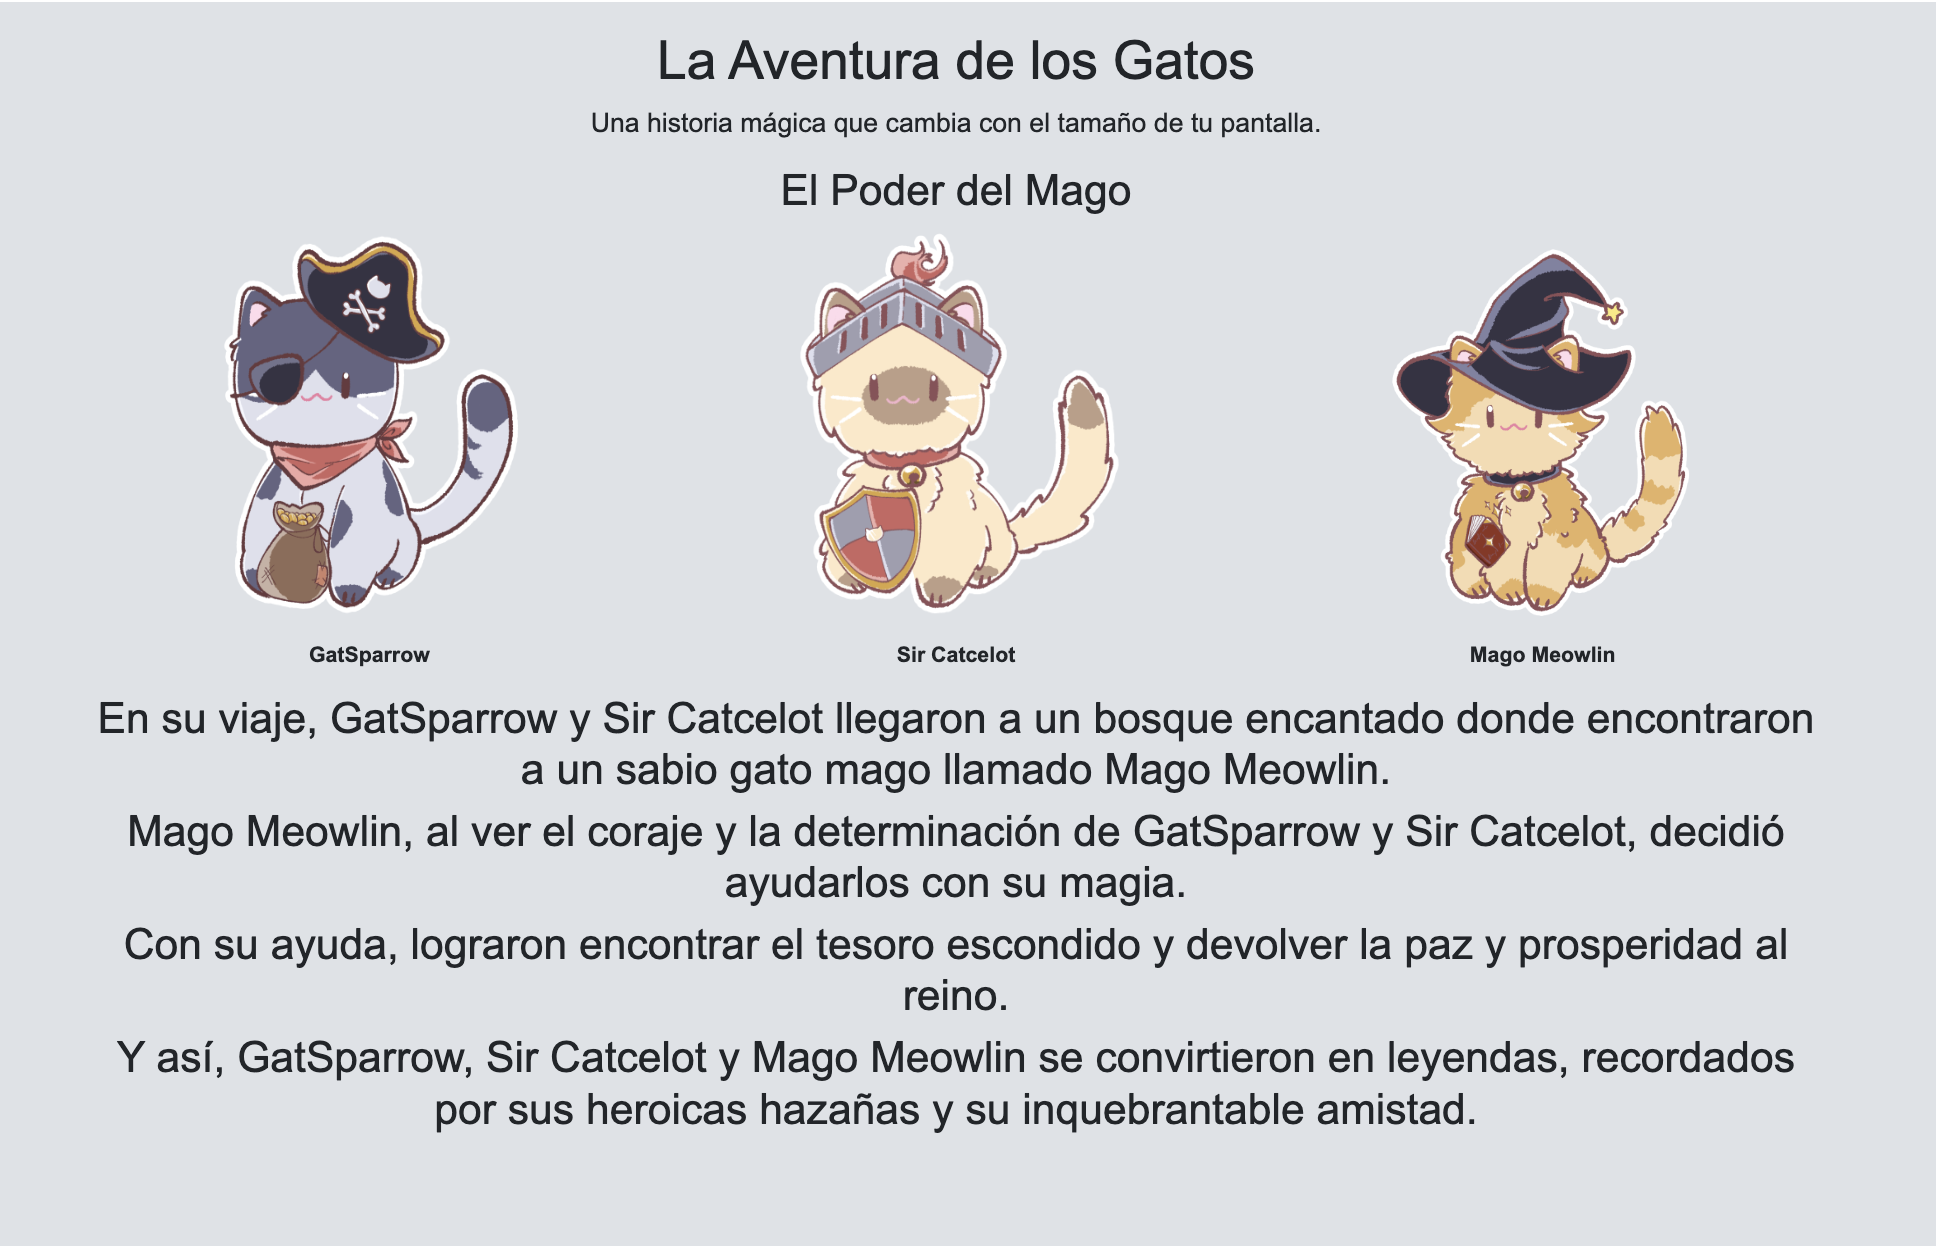 La Aventura de los Gatos
Una historia mágica que cambia con el tamaño de tu pantalla.
El Poder del Mago
GatSparrow
Sir Catcelot
Mago Meowlin
En su viaje, GatSparrow y Sir Catcelot llegaron a un bosque encantado donde encontraron
a un sabio gato mago llamado Mago Meowlin.
Mago Meowlin, al ver el coraje y la determinación de GatSparrow y Sir Catcelot, decidió
ayudarlos con su magia.
Con su ayuda, lograron encontrar el tesoro escondido y devolver la paz y prosperidad al
reino.
Y así, GatSparrow, Sir Catcelot y Mago Meowlin se convirtieron en leyendas, recordados
por sus heroicas hazañas y su inquebrantable amistad.